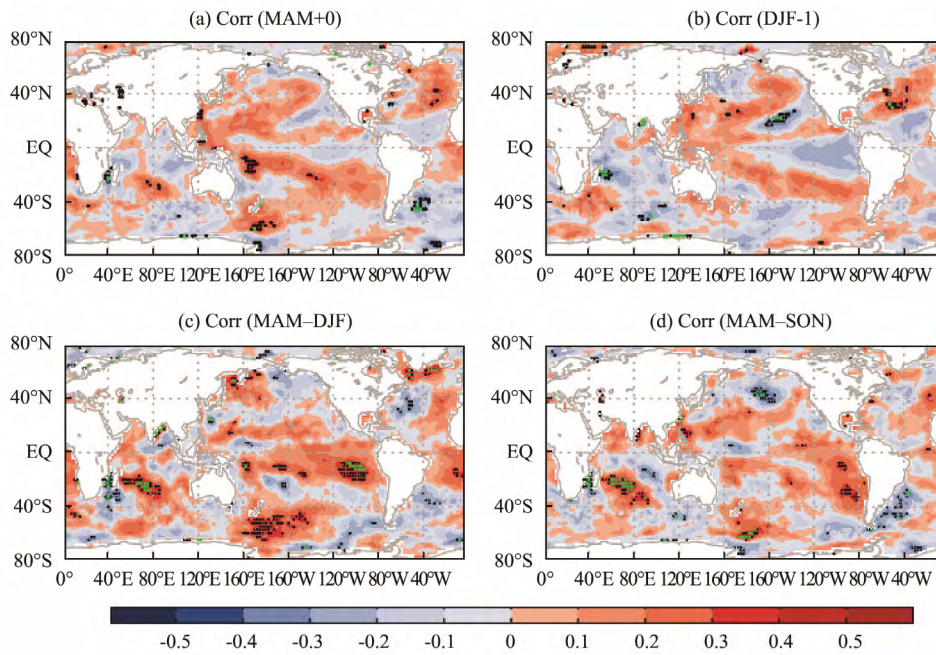 (a) Corr (MAM+0)
80°N
40°N
EQ
40°S
80°S
0° 40°E 80°E 120°E 160°E 160°W 120°W 80°W 40°W
(b) Corr (DJF-1)
80°N
40°N
EQ
40°S
80°S
0° 40°E 80°E 120°E 160°E 160°W 120°W 80°W 40°W
(c) Corr (MAM–DJF)
80°N
40°N
EQ
40°S
80°S
0° 40°E 80°E 120°E 160°E 160°W 120°W 80°W 40°W
(d) Corr (MAM–SON)
80°N
40°N
EQ
40°S
80°S
0° 40°E 80°E 120°E 160°E 160°W 120°W 80°W 40°W
-0.5 -0.4 -0.3 -0.2 -0.1 0 0.1 0.2 0.3 0.4 0.5